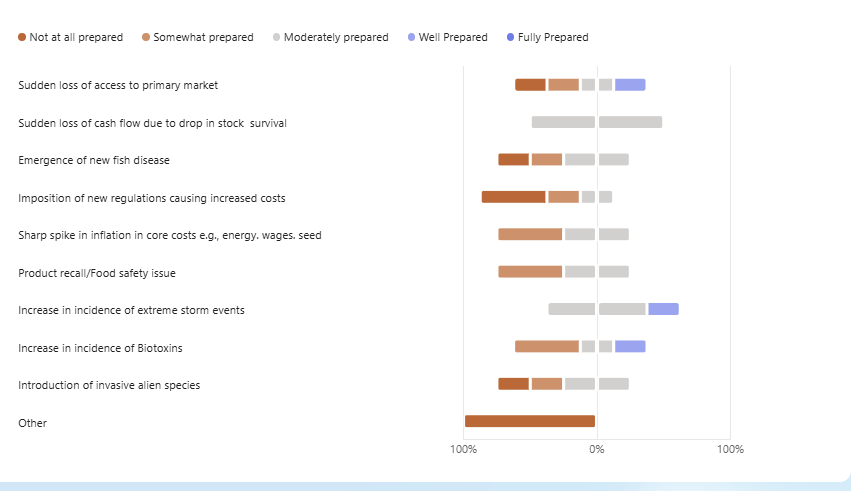 Not at all prepared Somewhat prepared Moderately prepared Well Prepared Fully Prepared
Sudden loss of access to primary market
Sudden loss of cash flow due to drop in stock  survival
Emergence of new fish disease
Imposition of new regulations causing increased costs
Sharp spike in inflation in core costs e.g., energy. wages. seed
Product recall/Food safety issue
Increase in incidence of extreme storm events
Increase in incidence of Biotoxins
Introduction of invasive alien species
Other
100% 0% 100%